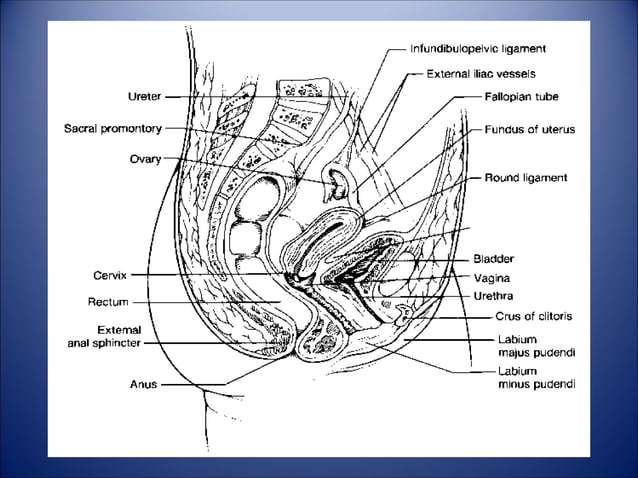 Infundibulopelvic ligament
External iliac vessels
Ureter
Fallopian tube
Sacral promontory
Fundus of uterus
Ovary
Round ligament
Bladder
Cervix
Vagina
Rectum
Urethra
Crus of clitoris
External
anal sphincter
Labium
majus pudendi
Anus
Labium
minus pudendi